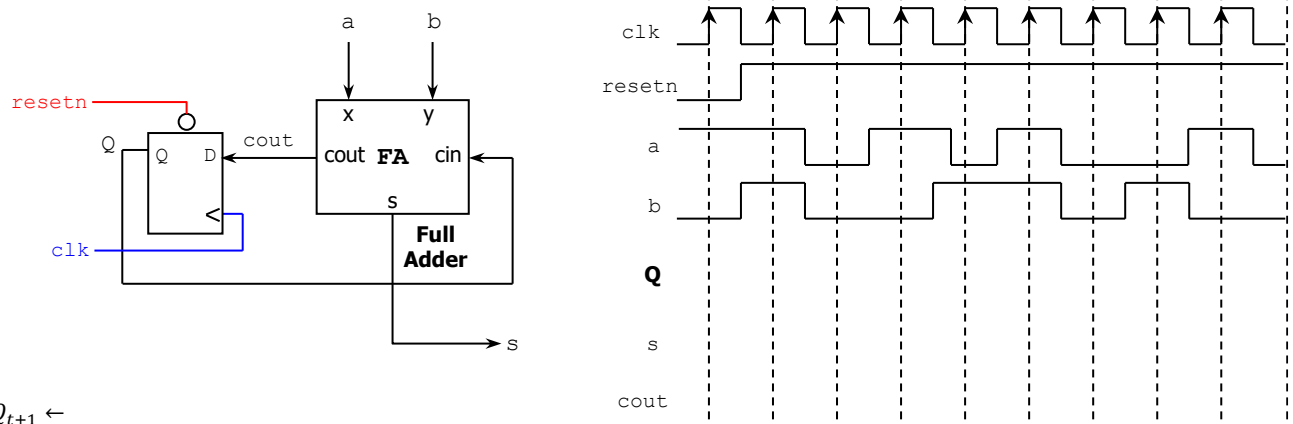 a b
resetn
x y
Q
Q D
cout
cout FA cin
s
<
Full
Adder
clk
s
Q_{t+1} ←
clk
resetn
a
b
Q
s
cout